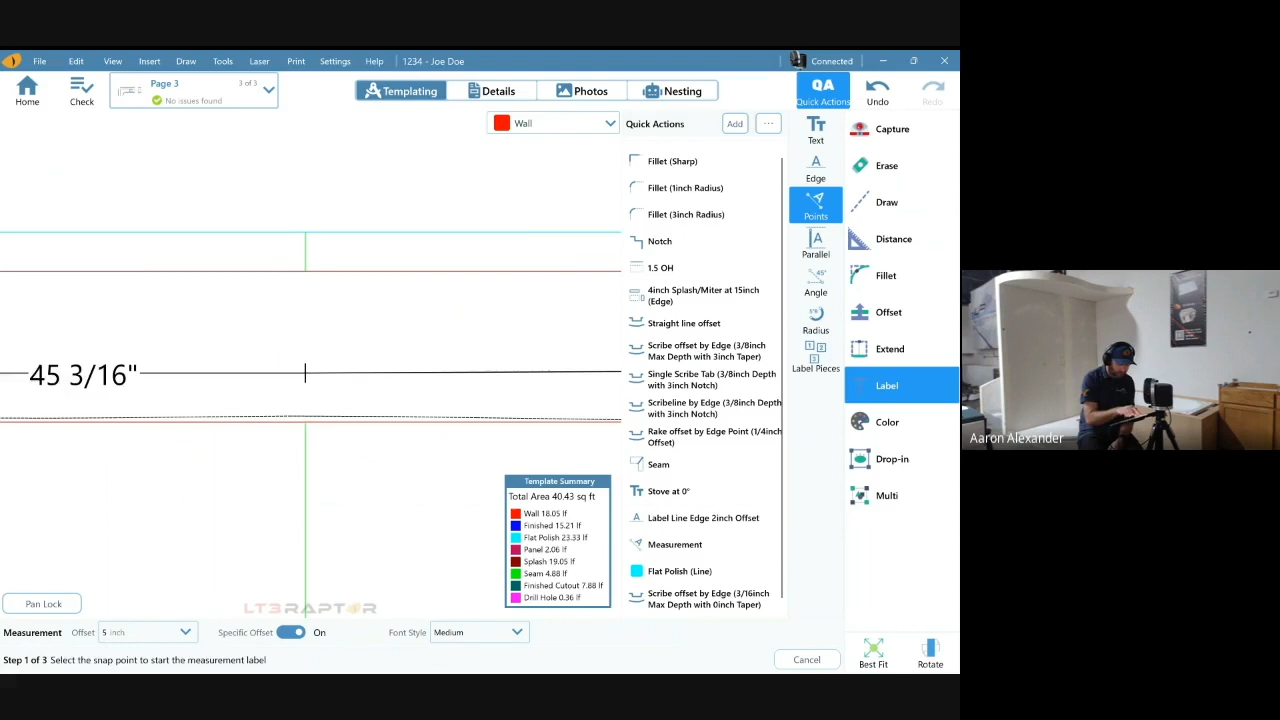 File Edit View Insert Draw Tools Laser Print Settings Help 1234 - Joe Doe Connected
Home
Check
Page 3
3 of 3
No issues found
Templating
Details
Photos
Nesting
QA
Quick Actions
Undo
Redo
Wall
Quick Actions
Add
...
Fillet (Sharp)
Fillet (1inch Radius)
Fillet (3inch Radius)
Notch
1.5 OH
4inch Splash/Miter at 15inch
(Edge)
Straight line offset
Scribe offset by Edge (3/8inch
Max Depth with 3inch Taper)
Single Scribe Tab (3/8inch Depth
with 3inch Notch)
Scribeline by Edge (3/8inch Depth
with 3inch Notch)
Rake offset by Edge Point (1/4inch
Offset)
Seam
Stove at 0°
Label Line Edge 2inch Offset
Measurement
Flat Polish (Line)
Scribe offset by Edge (3/16inch
Max Depth with 0inch Taper)
Text
Edge
Points
Parallel
45°
Angle
Radius
1 2
3
Label Pieces
Capture
Erase
Draw
Distance
Fillet
Offset
Extend
Label
Color
Drop-in
Multi
45 3/16"
Template Summary
Total Area 40.43 sq ft
Wall 18.05 lf
Finished 15.21 lf
Flat Polish 23.33 lf
Panel 2.06 lf
Splash 19.05 lf
Seam 4.88 lf
Finished Cutout 7.88 lf
Drill Hole 0.36 lf
Pan Lock
LT3RAPTOR
Measurement Offset 5 inch Specific Offset On Font Style Medium
Step 1 of 3 Select the snap point to start the measurement label
Cancel
Best Fit
Rotate
Aaron Alexander